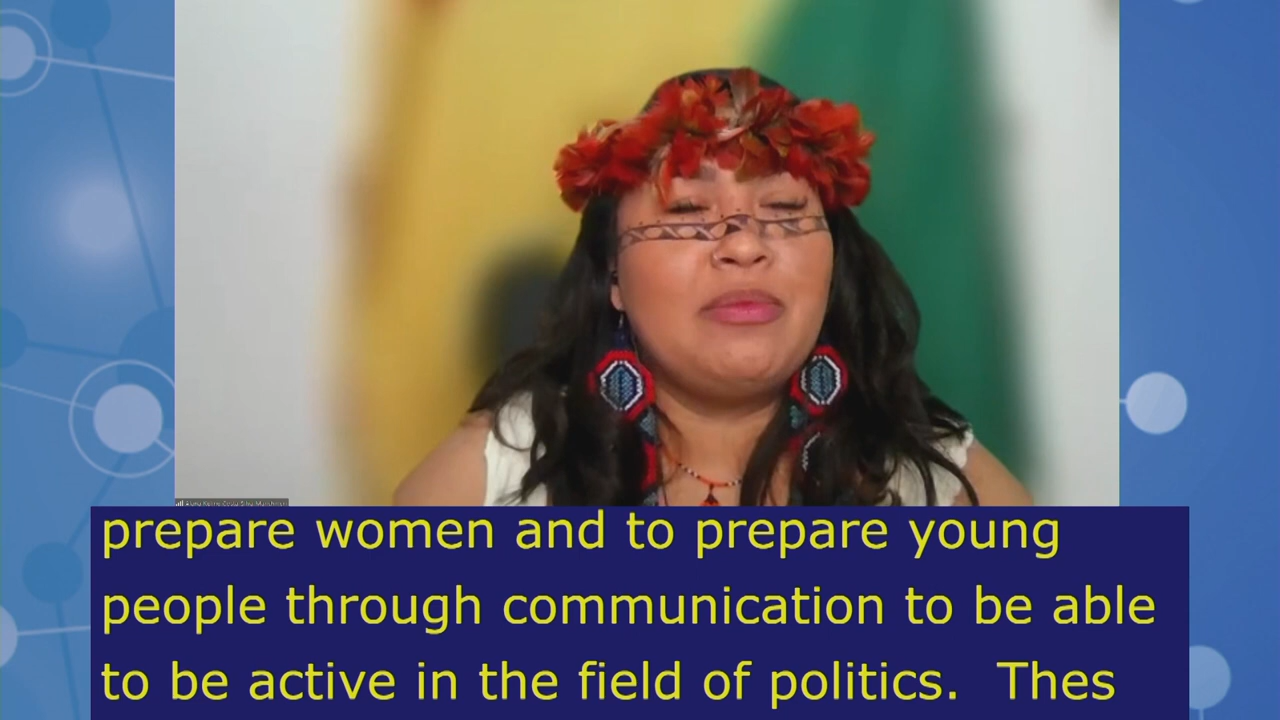 prepare women and to prepare young
people through communication to be able
to be active in the field of politics.  Thes